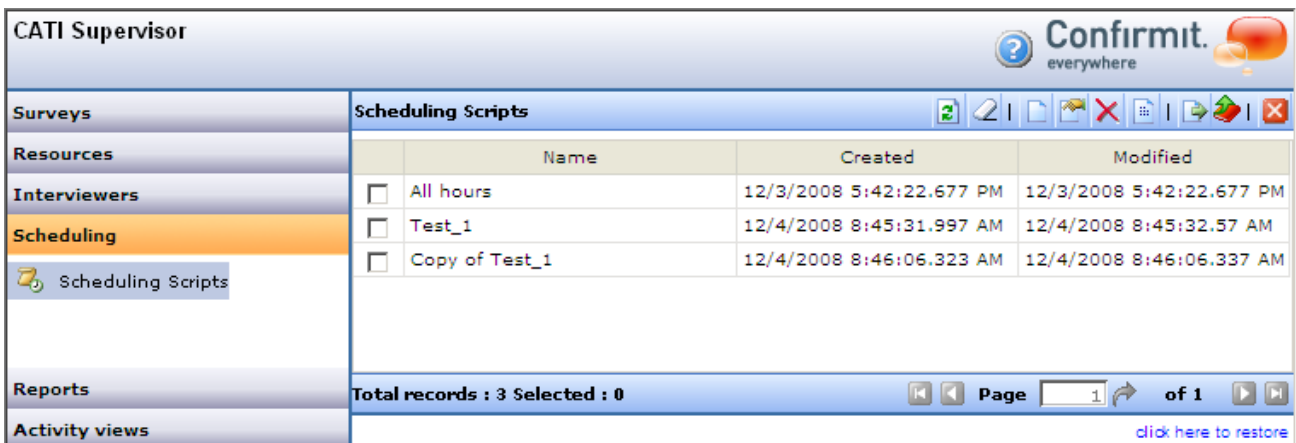 CATI Supervisor
? Confirmit.
everywhere
Surveys
Resources
Interviewers
Scheduling
Scheduling Scripts
Reports
Activity views
Scheduling Scripts
Name Created Modified
All hours 12/3/2008 5:42:22.677 PM 12/3/2008 5:42:22.677 PM
Test_1 12/4/2008 8:45:31.997 AM 12/4/2008 8:45:32.57 AM
Copy of Test_1 12/4/2008 8:46:06.323 AM 12/4/2008 8:46:06.337 AM
Total records : 3 Selected : 0 Page 1 of 1
click here to restore